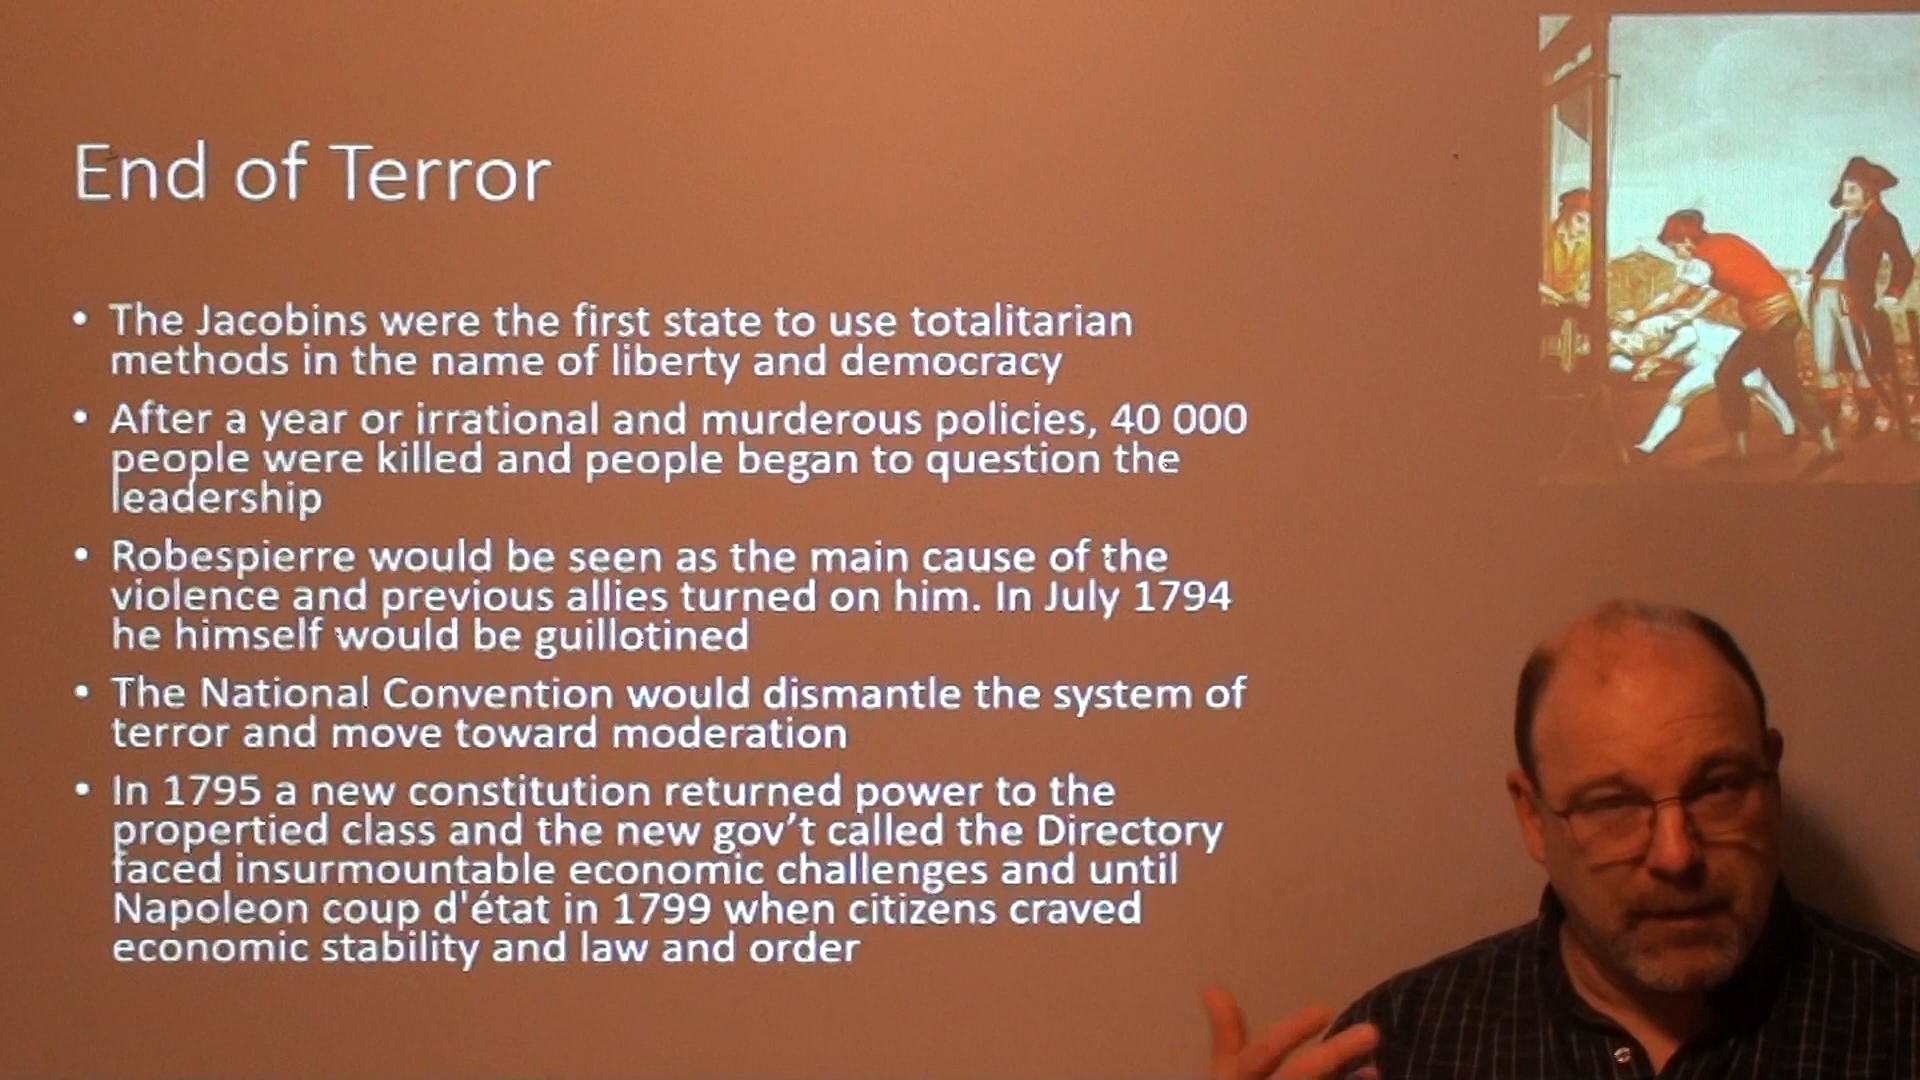 End of Terror
• The Jacobins were the first state to use totalitarian
methods in the name of liberty and democracy
• After a year or irrational and murderous policies, 40 000
people were killed and people began to question the
leadership
• Robespierre would be seen as the main cause of the
violence and previous allies turned on him. In July 1794
he himself would be guillotined
• The National Convention would dismantle the system of
terror and move toward moderation
• In 1795 a new constitution returned power to the
propertied class and the new gov’t called the Directory
faced insurmountable economic challenges and until
Napoleon coup d'état in 1799 when citizens craved
economic stability and law and order